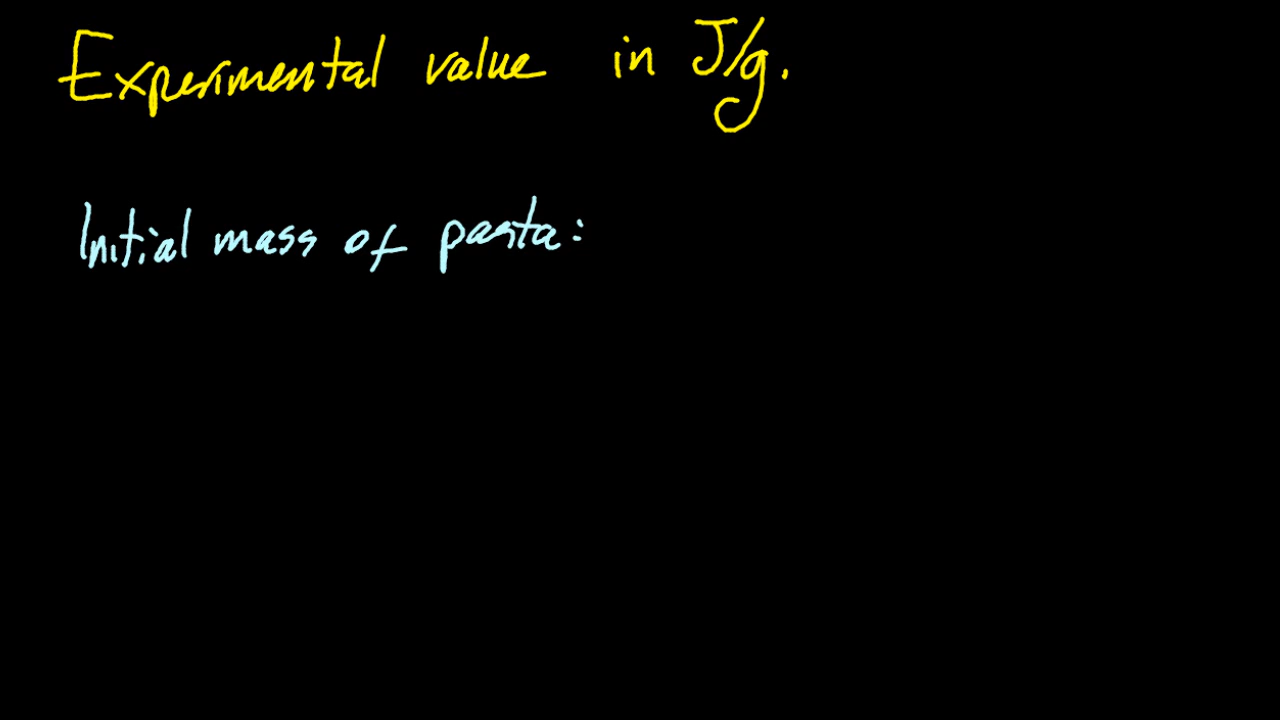 Experimental value in J/g.
Initial mass of pasta: